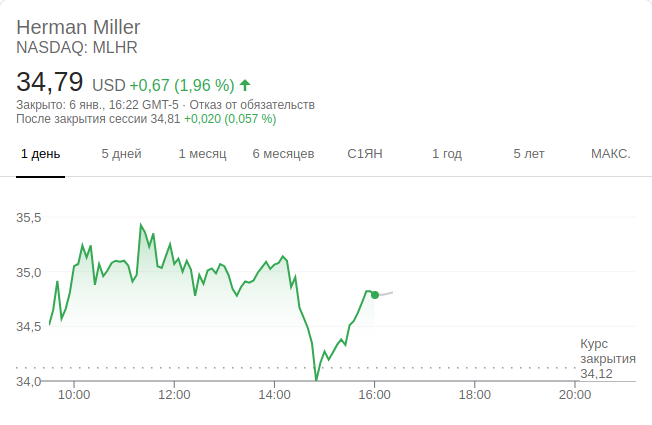 Herman Miller
NASDAQ: MLHR
34,79 USD +0,67 (1,96 %)
Закрыто: 6 янв., 16:22 GMT-5 · Отказ от обязательств
После закрытия сессии 34,81 +0,020 (0,057 %)
1 день 5 дней 1 месяц 6 месяцев С1ЯН 1 год 5 лет МАКС.
35,5
35,0
34,5
Курс
закрытия
34,12
34,0
10:00 12:00 14:00 16:00 18:00 20:00